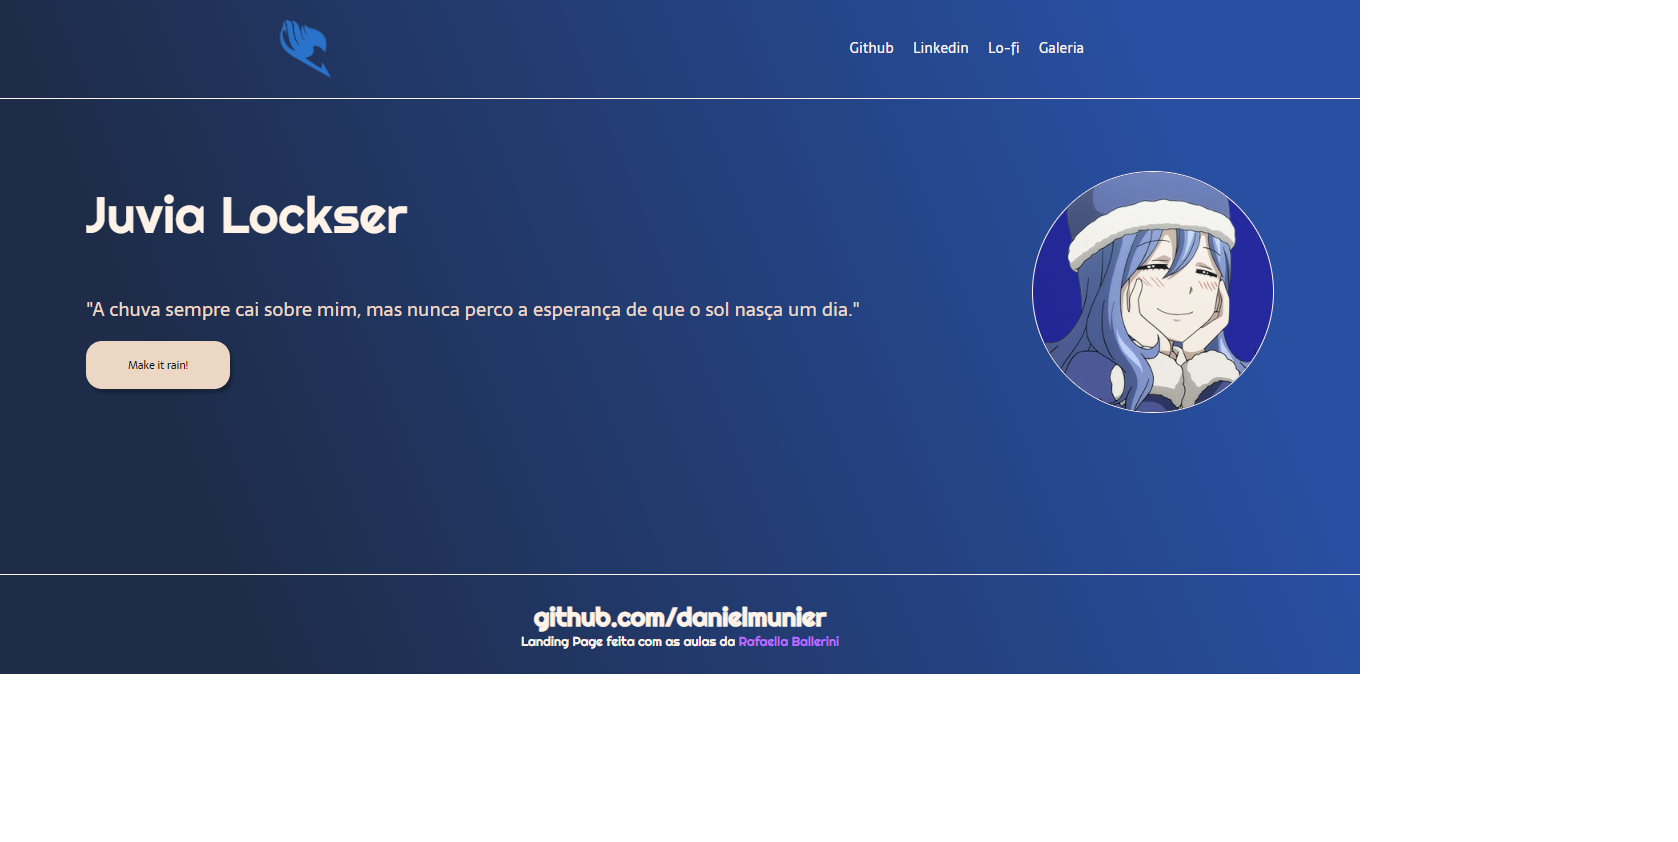 Github Linkedin Lo-fi Galeria
Juvia Lockser
"A chuva sempre cai sobre mim, mas nunca perco a esperança de que o sol nasça um dia."
Make it rain!
github.com/danielmunier
Landing Page feita com as aulas da Rafaella Ballerini